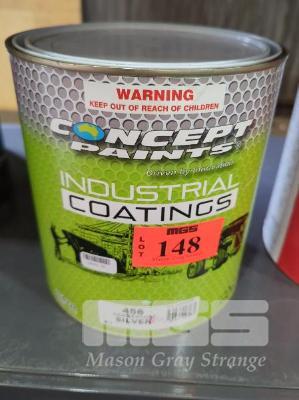 WARNING
KEEP OUT OF REACH OF CHILDREN
CONCEPT
PAINTS
INDUSTRIAL
COATINGS
MGS
LOT
148
456
SILVER
MGS
Mason Gray Strange